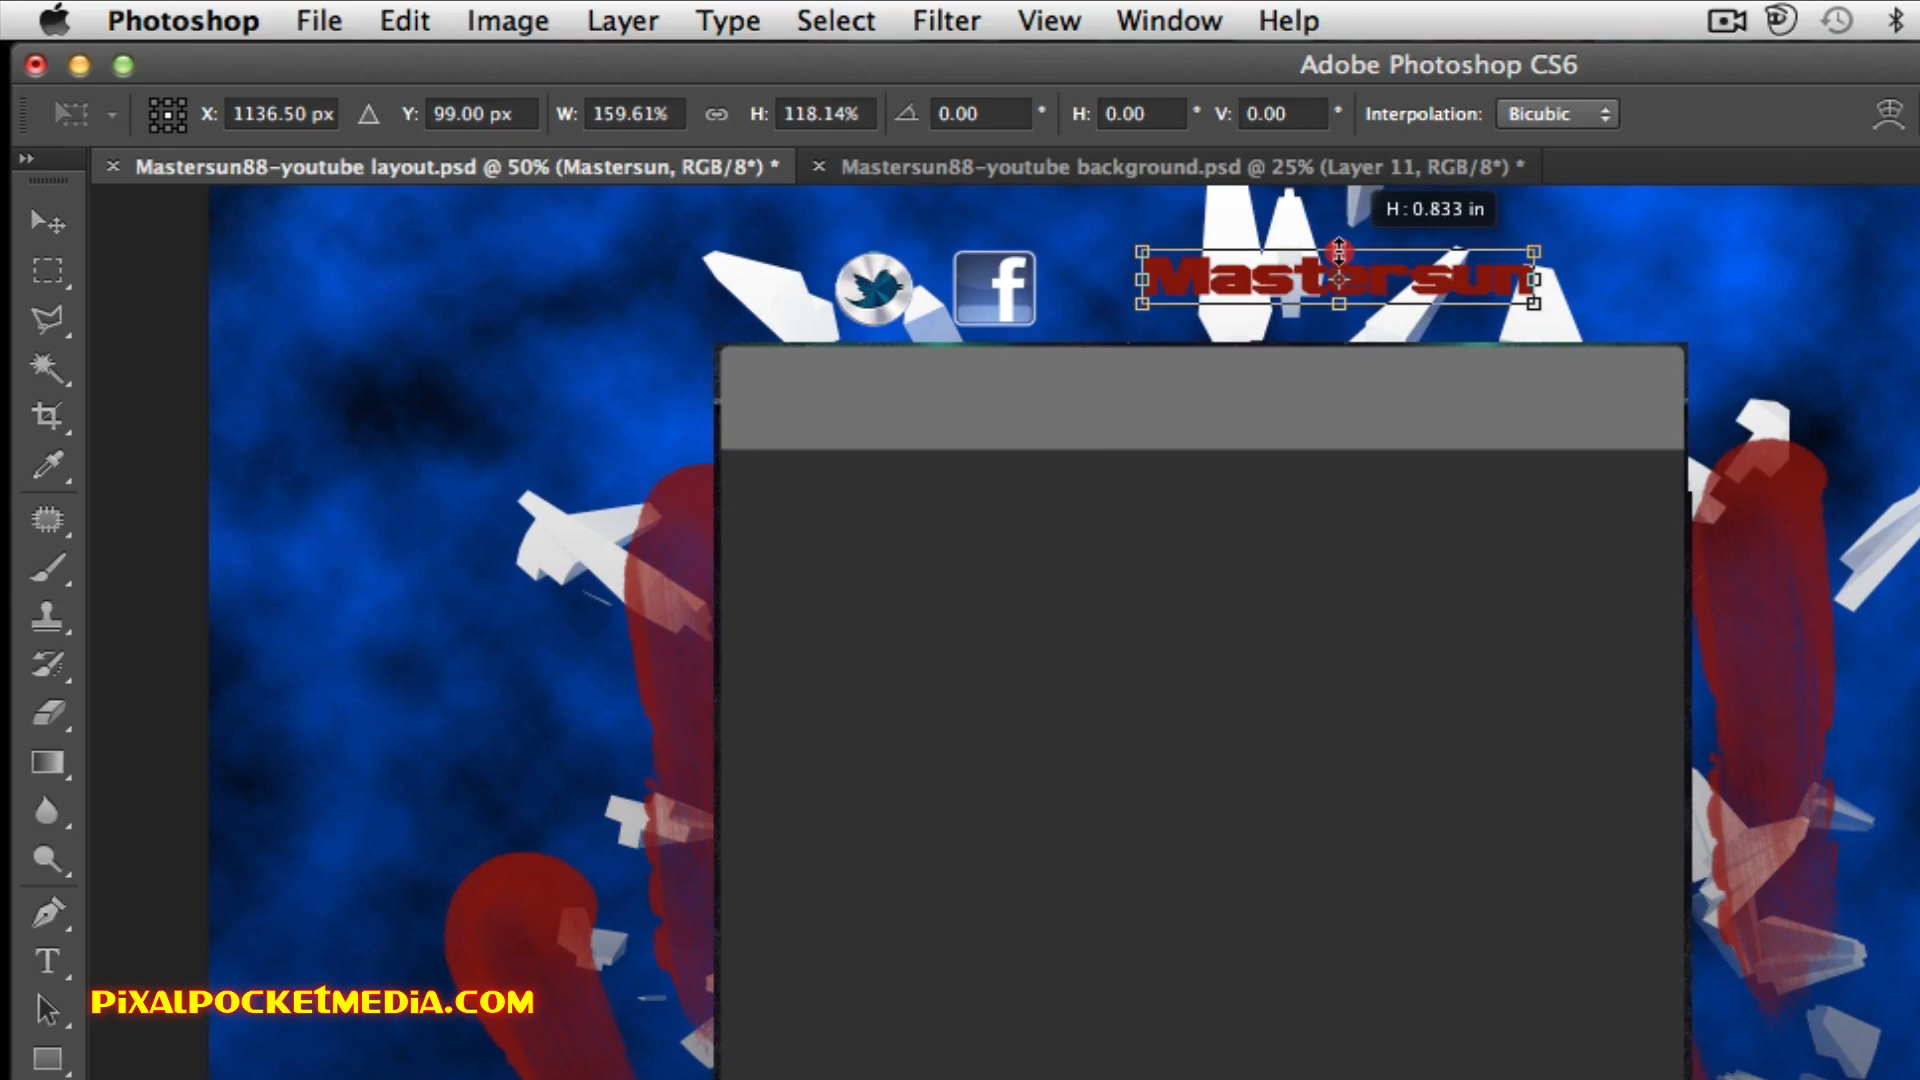 Photoshop File Edit Image Layer Type Select Filter View Window Help
Adobe Photoshop CS6
X: 1136.50 px Y: 99.00 px W: 159.61% H: 118.14% 0.00 ° H: 0.00 ° V: 0.00 ° Interpolation: Bicubic
× Mastersun88-youtube layout.psd @ 50% (Mastersun, RGB/8*) * × Mastersun88-youtube background.psd @ 25% (Layer 11, RGB/8*) *
H: 0.833 in
f
Mastersun
T
PIXALPOCKETMEDIA.COM